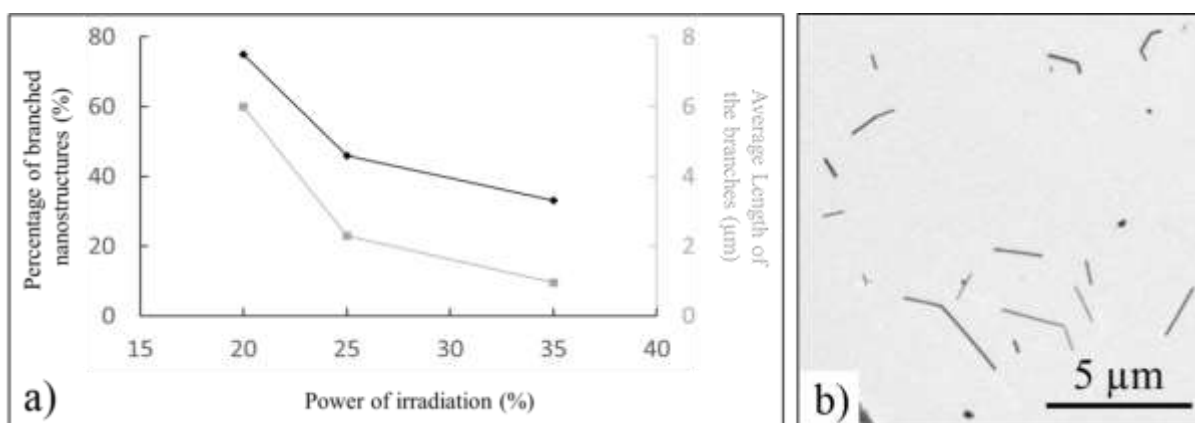 80
60
40
20
0
Percentage of branched
nanostructures (%)
8
6
4
2
0
Average Length of
the branches (µm)
15 20 25 30 35 40
Power of irradiation (%)
a)
5 µm
b)